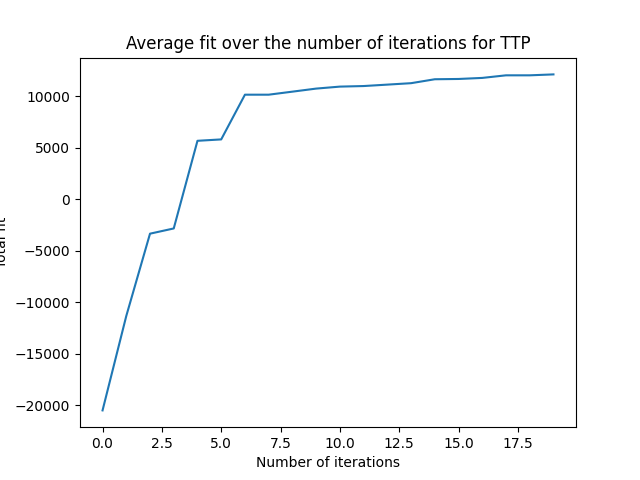 Average fit over the number of iterations for TTP
10000
5000
0
−5000
−10000
−15000
−20000
Total fit
0.0 2.5 5.0 7.5 10.0 12.5 15.0 17.5
Number of iterations